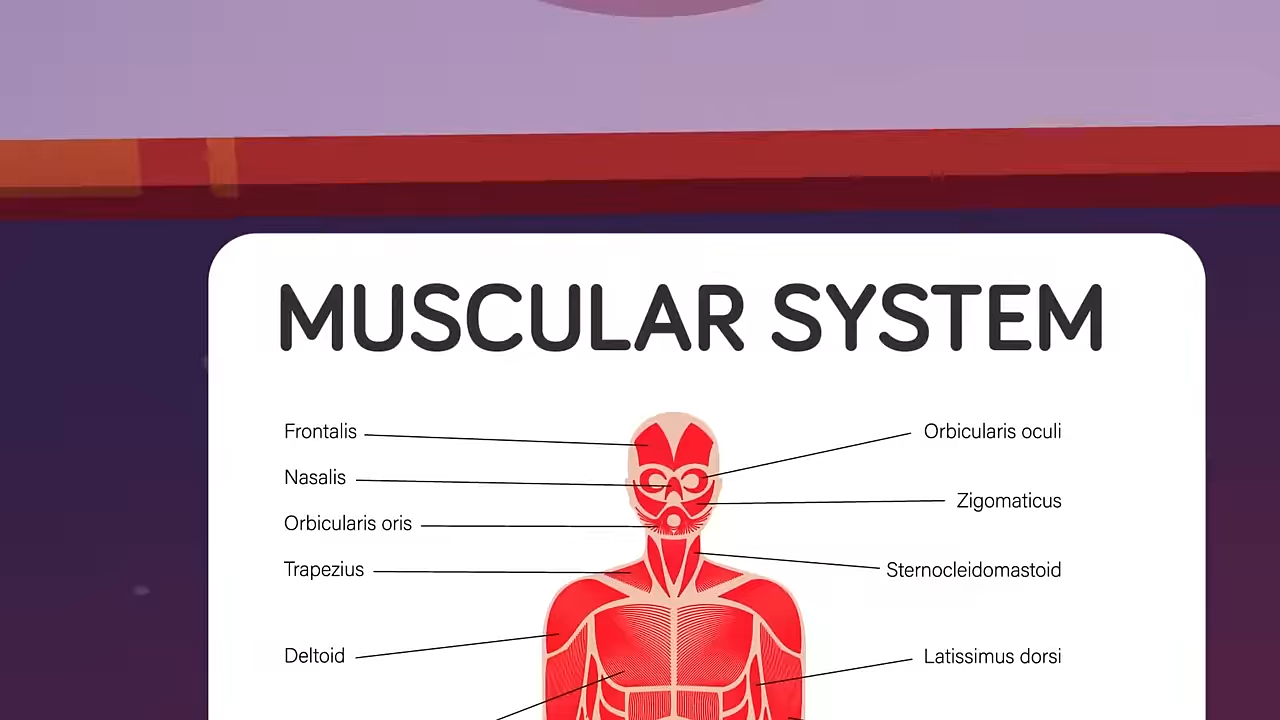 MUSCULAR SYSTEM
Frontalis
Orbicularis oculi
Nasalis
Zigomaticus
Orbicularis oris
Trapezius
Sternocleidomastoid
Deltoid
Latissimus dorsi